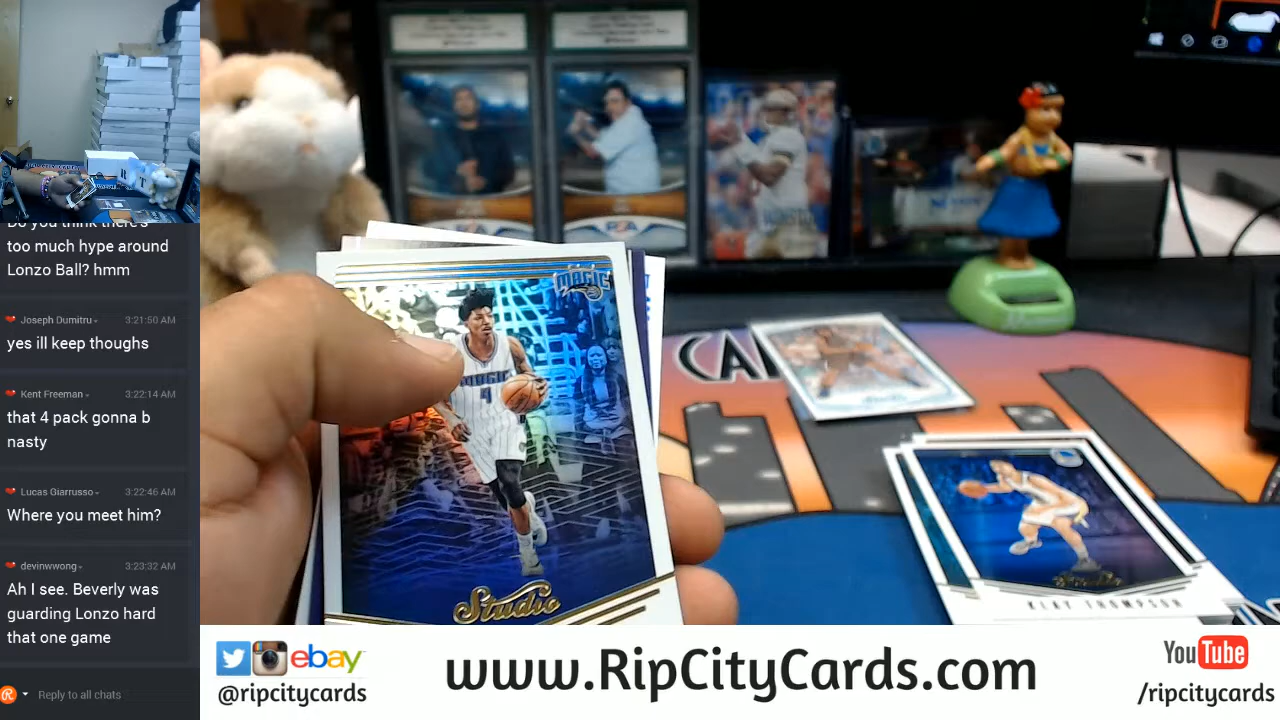 Do you think there's
too much hype around
Lonzo Ball? hmm
Joseph Dumitru
3:21:50 AM
yes ill keep thoughs
Kent Freeman
3:22:14 AM
that 4 pack gonna b
nasty
Lucas Giarrusso
3:22:46 AM
Where you meet him?
devinwwong
3:23:32 AM
Ah I see. Beverly was
guarding Lonzo hard
that one game
Reply to all chats
MAGIC
MAGIC
4
Studio
Studio
KLAY THOMPSON
ebay
@ripcitycards
www.RipCityCards.com
YouTube
/ripcitycards